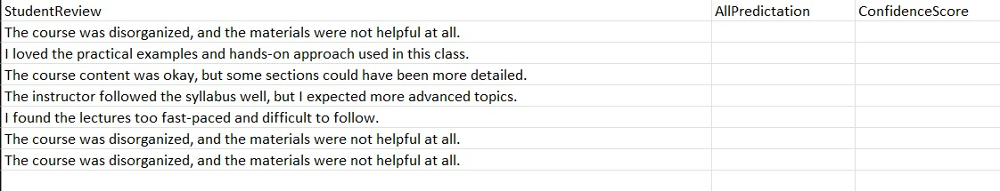 StudentReview AllPredictation ConfidenceScore
The course was disorganized, and the materials were not helpful at all.
I loved the practical examples and hands-on approach used in this class.
The course content was okay, but some sections could have been more detailed.
The instructor followed the syllabus well, but I expected more advanced topics.
I found the lectures too fast-paced and difficult to follow.
The course was disorganized, and the materials were not helpful at all.
The course was disorganized, and the materials were not helpful at all.